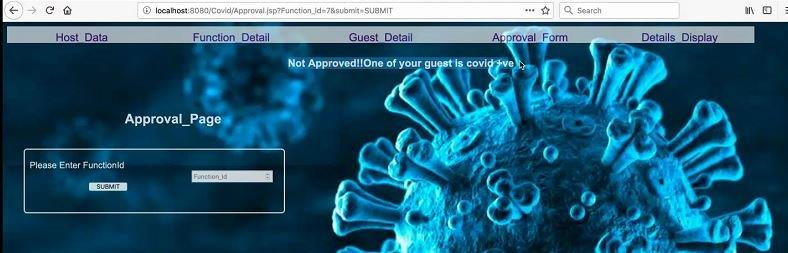 localhost:8080/Covid/Approval.jsp?Function_Id=7&submit=SUBMIT
Search
Host_Data Function_Detail Guest_Detail Approval_Form Details_Display
Not Approved!!One of your guest is covid +ve
Approval_Page
Please Enter FunctionId
Function_Id
SUBMIT